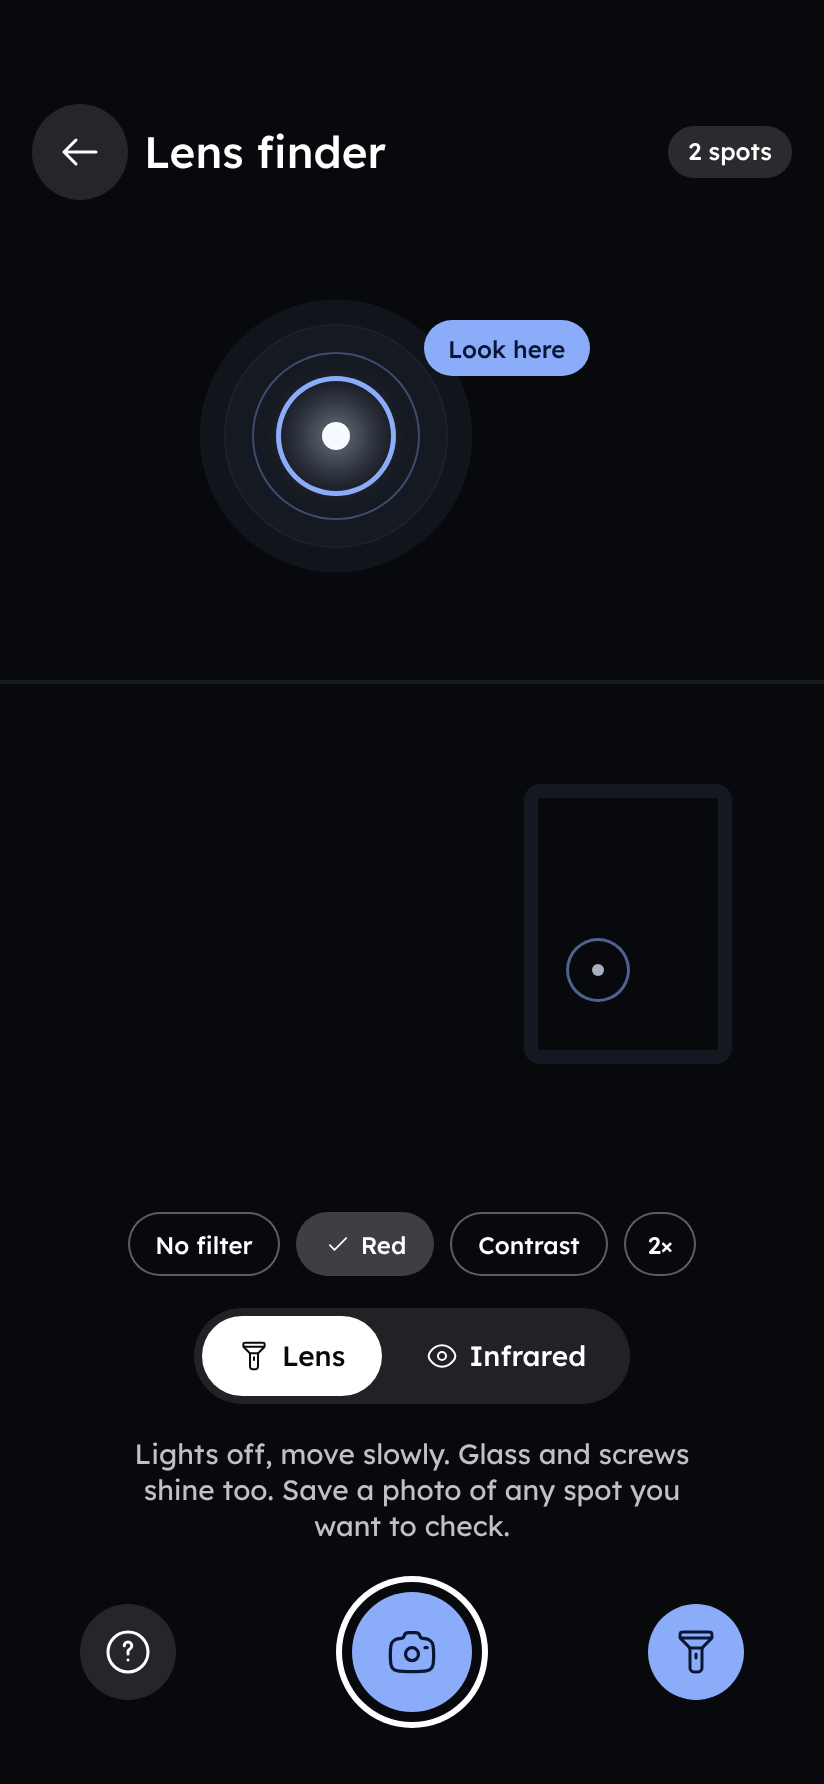 Lens finder
2 spots
Look here
No filter
Red
Contrast
2×
Lens
Infrared
Lights off, move slowly. Glass and screws
shine too. Save a photo of any spot you
want to check.